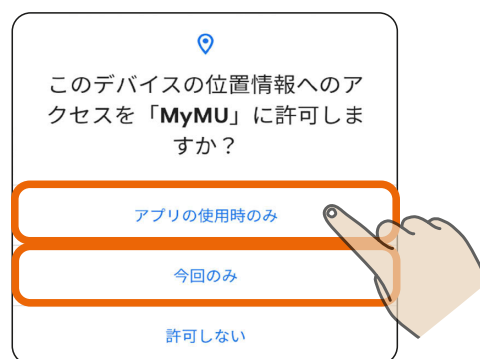 このデバイスの位置情報へのア
クセスを「MyMU」に許可しま
すか？
アプリの使用時のみ
今回のみ
許可しない